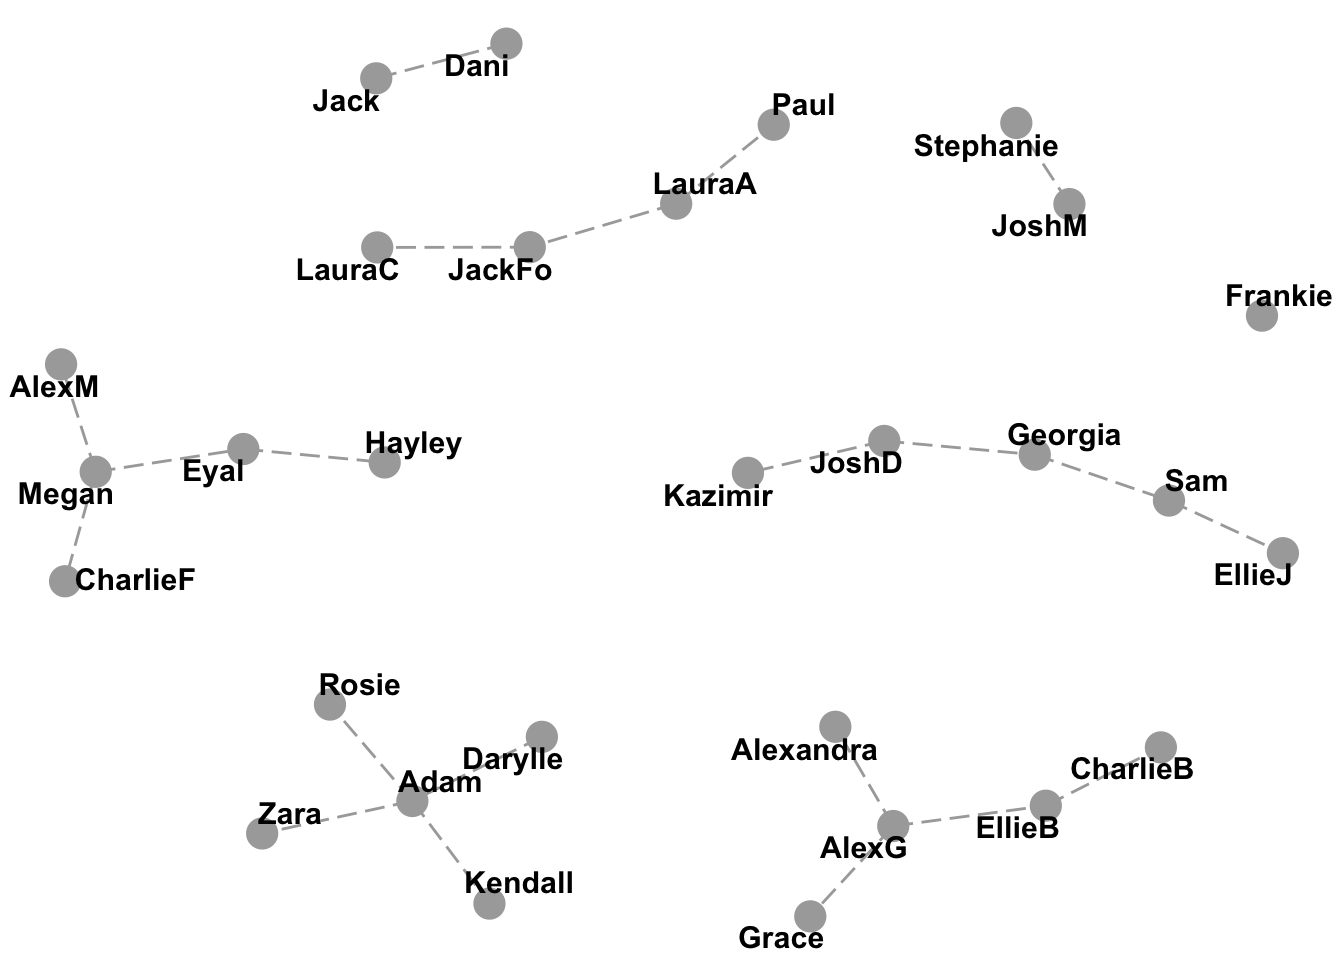 Dani
Jack
Paul
Stephanie
LauraA
JoshM
LauraC
JackFo
Frankie
AlexM
Hayley
Georgia
Eyal
JoshD
Megan
Kazimir
Sam
CharlieF
EllieJ
Rosie
Alexandra
Darylle
CharlieB
Adam
Zara
EllieB
AlexG
Kendall
Grace